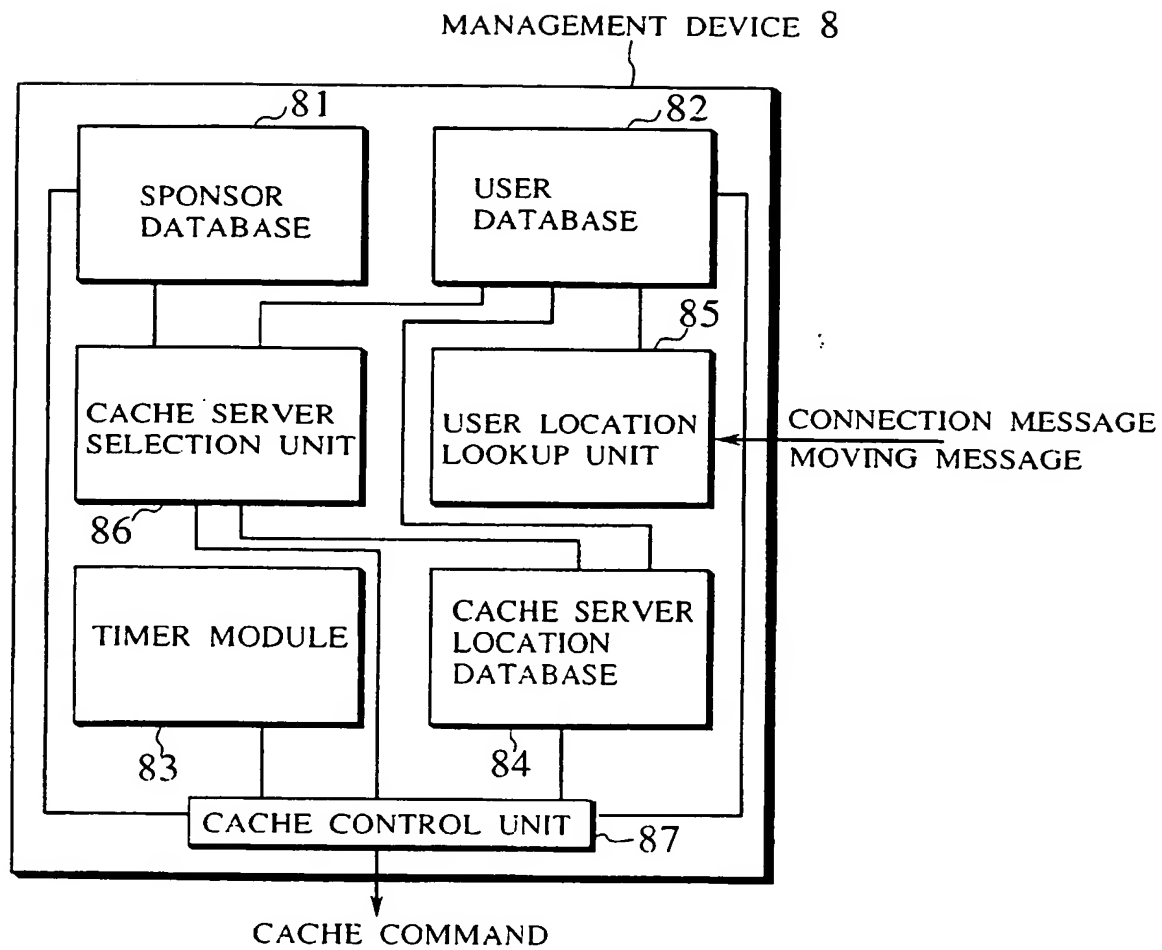 MANAGEMENT DEVICE 8
81
82
SPONSOR
DATABASE
USER
DATABASE
85
CACHE SERVER
SELECTION UNIT
USER LOCATION
LOOKUP UNIT
CONNECTION MESSAGE
MOVING MESSAGE
86
TIMER MODULE
CACHE SERVER
LOCATION
DATABASE
83
84
CACHE CONTROL UNIT
87
CACHE COMMAND